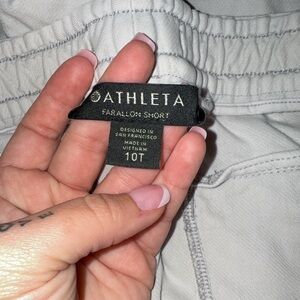 ATHLETA
FARALLON SHORT
DESIGNED IN
SAN FRANCISCO
MADE IN
VIETNAM
10T